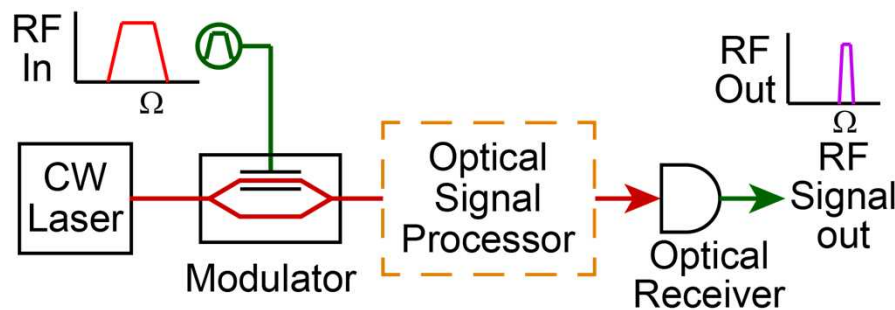 RF
In
Ω
CW
Laser
Modulator
Optical
Signal
Processor
Optical
Receiver
RF
Out
Ω
RF
Signal
out